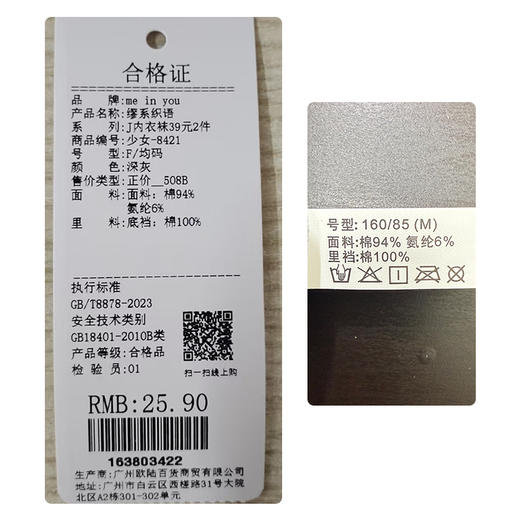 合格证
品 牌:me in you
产品名称:缪系织语
系 列:J内衣袜39元2件
商品编号:少女-8421
号 型:F/均码
颜 色:深灰
售价类型:正价__508B
面 料:面料: 棉94%
氨纶6%
里 料:底裆: 棉100%
执行标准
GB/T8878-2023
安全技术类别
GB18401-2010B类
产品等级:合格品
检 验 员:01
扫一扫线上购
RMB:25.90
163803422
生产商:广州欧陆百货商贸有限公司
地址:广州市白云区西槎路31号大院
北区A2栋301-302单元
号型:160/85(M)
面料:棉94% 氨纶6%
里裆:棉100%